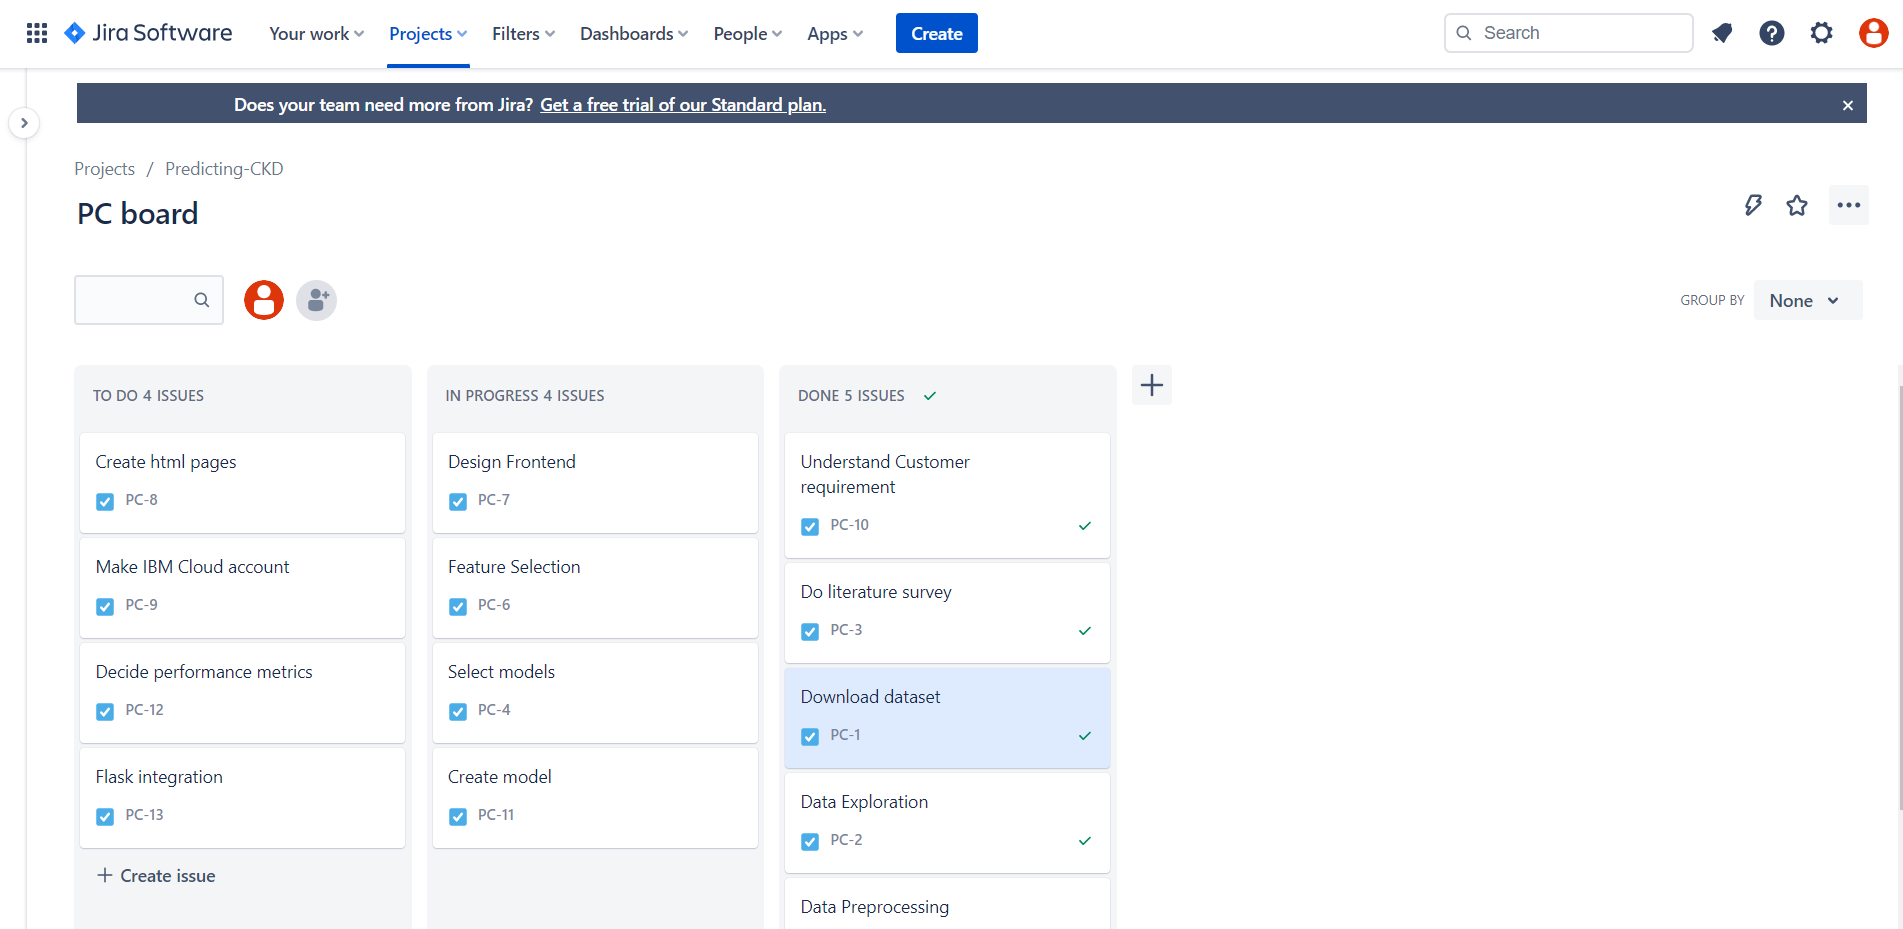 Jira Software
Your work
Projects
Filters
Dashboards
People
Apps
Create
Search
Does your team need more from Jira? Get a free trial of our Standard plan.
Projects / Predicting-CKD
PC board
GROUP BY
None
TO DO 4 ISSUES
Create html pages
PC-8
Make IBM Cloud account
PC-9
Decide performance metrics
PC-12
Flask integration
PC-13
Create issue
IN PROGRESS 4 ISSUES
Design Frontend
PC-7
Feature Selection
PC-6
Select models
PC-4
Create model
PC-11
DONE 5 ISSUES
Understand Customer
requirement
PC-10
Do literature survey
PC-3
Download dataset
PC-1
Data Exploration
PC-2
Data Preprocessing